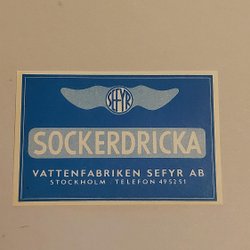 SEFYR
SOCKERDRICKA
VATTENFABRIKEN SEFYR AB
STOCKHOLM TELEFON 495251